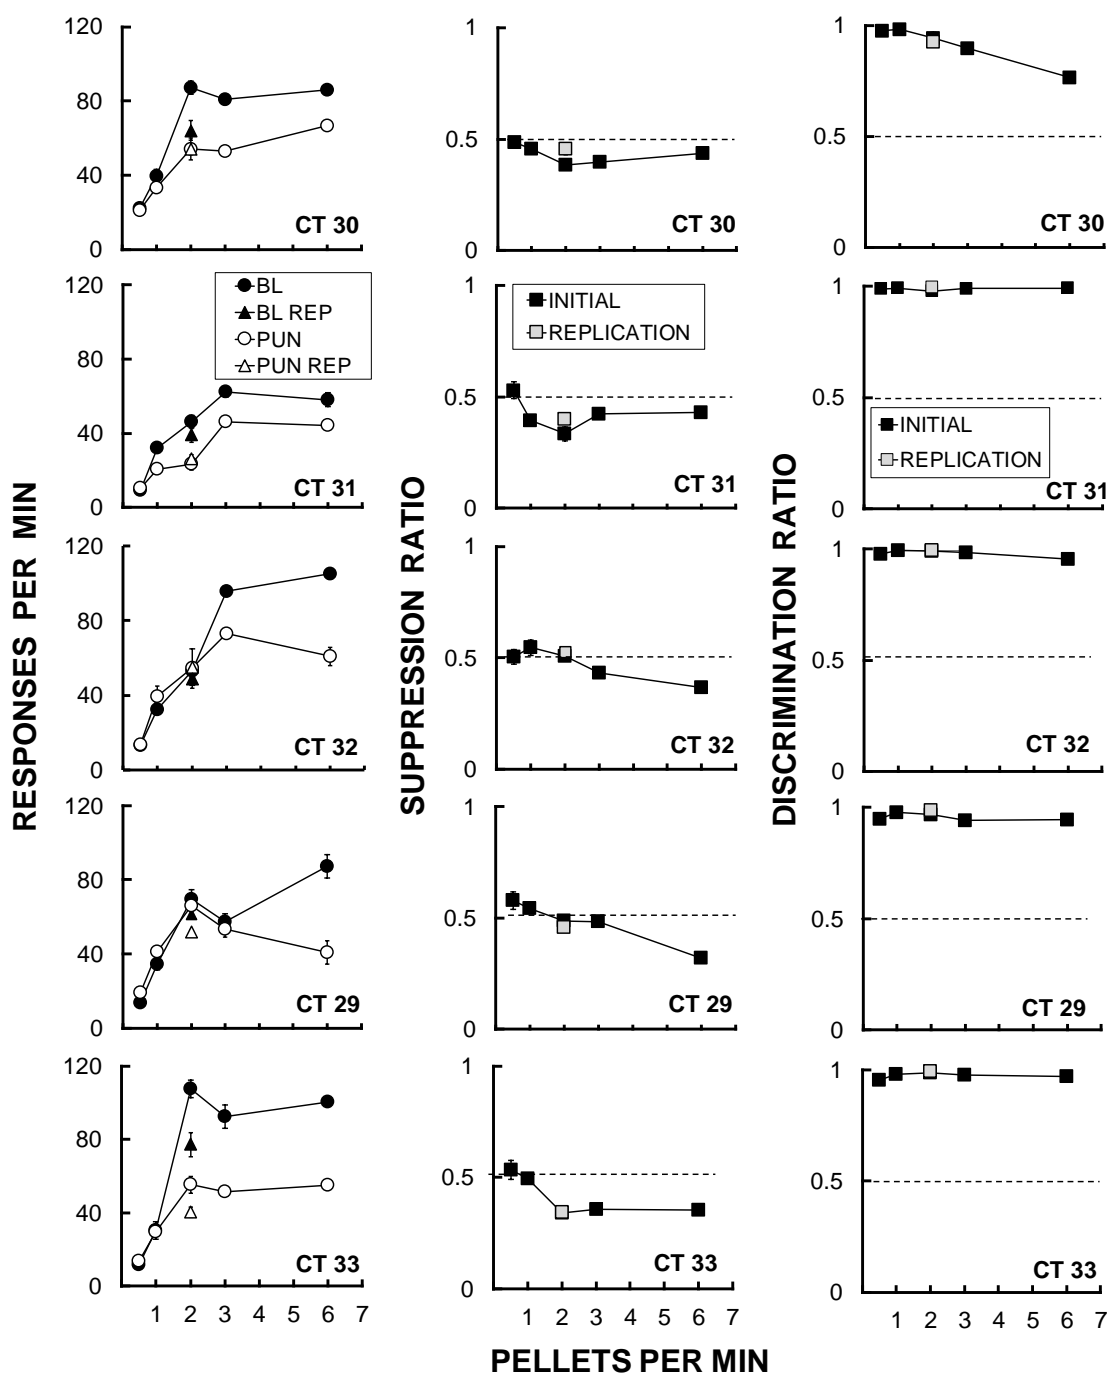 RESPONSES PER MIN
120
80
40
0
CT 30
120
80
40
0
BL
BL REP
PUN
PUN REP
CT 31
120
80
40
0
CT 32
120
80
40
0
CT 29
120
80
40
0
CT 33
1 2 3 4 5 6 7
SUPPRESSION RATIO
1
0.5
0
CT 30
1
0.5
0
INITIAL
REPLICATION
CT 31
1
0.5
0
CT 32
1
0.5
0
CT 29
1
0.5
0
CT 33
1 2 3 4 5 6 7
DISCRIMINATION RATIO
1
0.5
0
CT 30
1
0.5
0
INITIAL
REPLICATION
CT 31
1
0.5
0
CT 32
1
0.5
0
CT 29
1
0.5
0
CT 33
1 2 3 4 5 6 7
PELLETS PER MIN